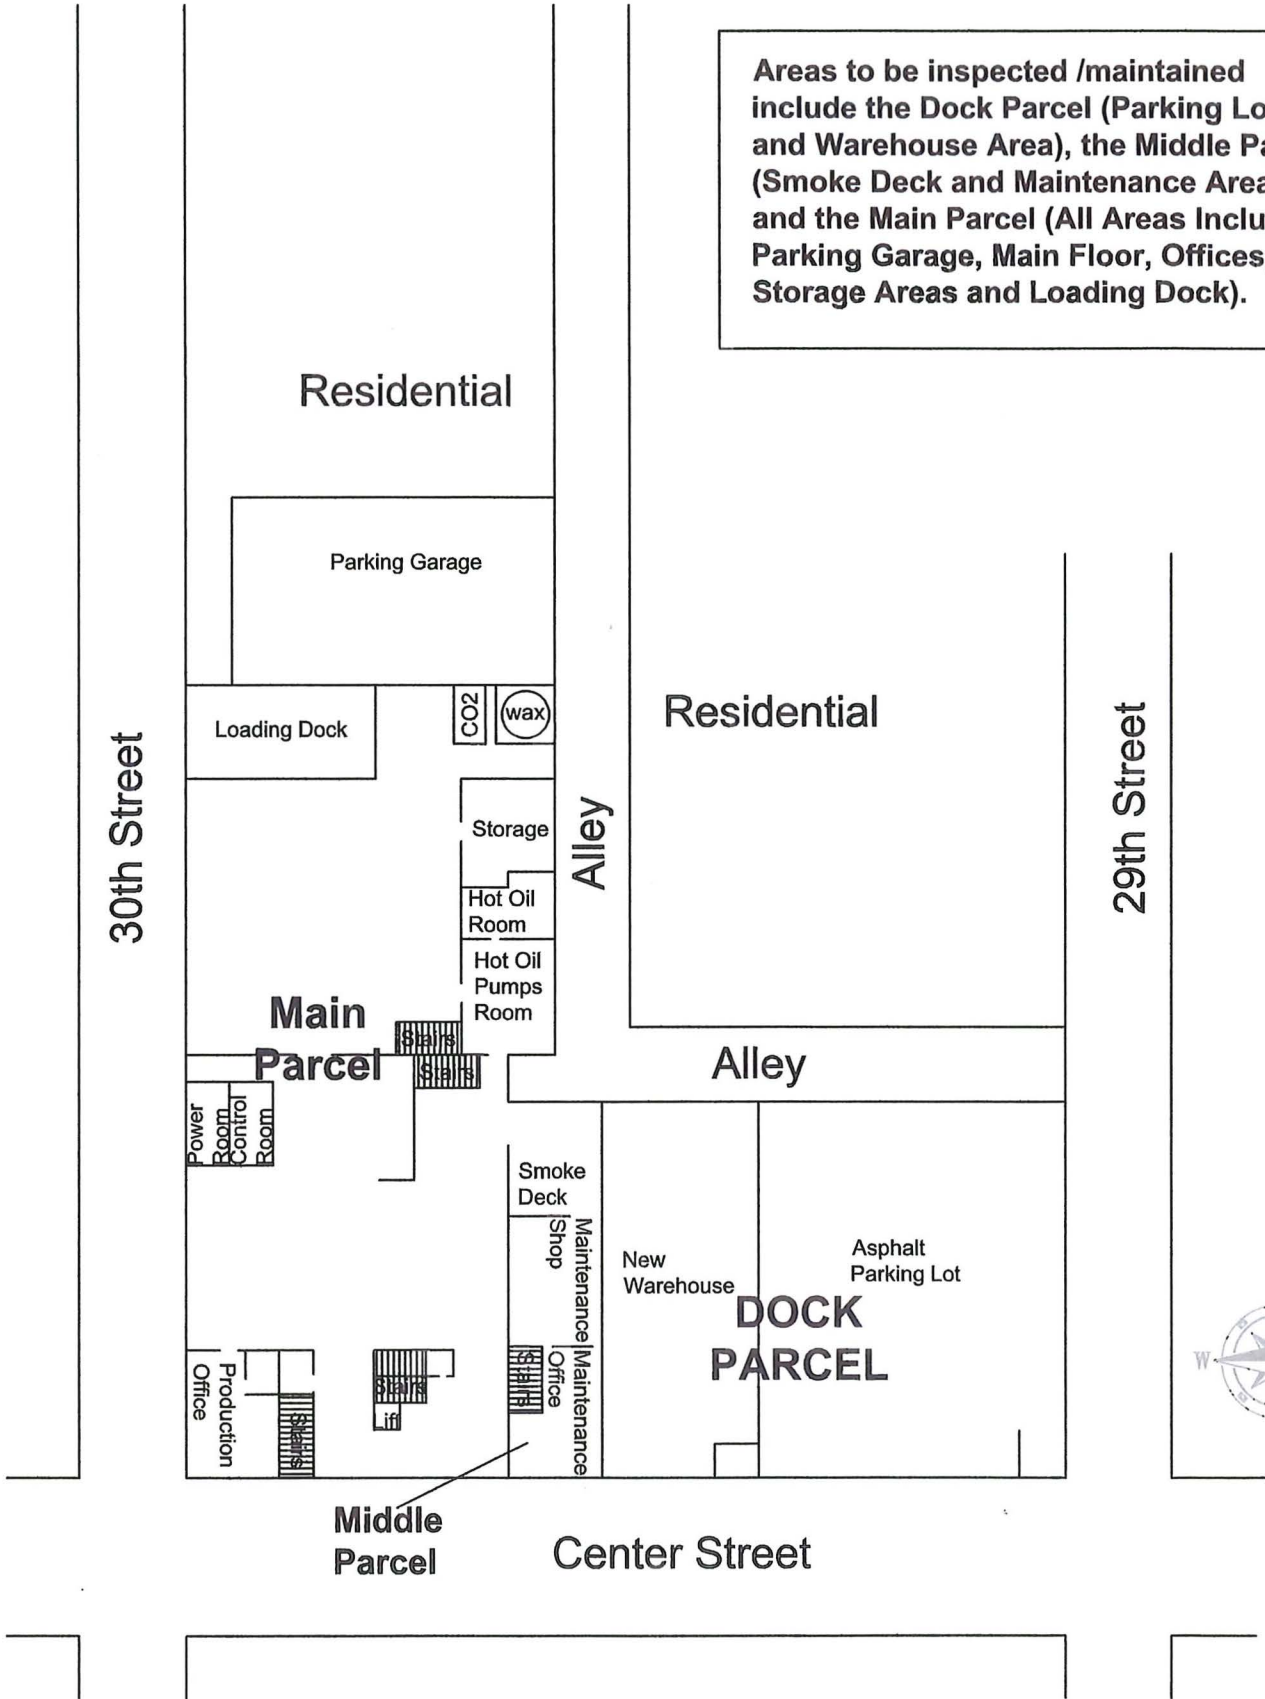 Areas to be inspected /maintained
include the Dock Parcel (Parking Lo
and Warehouse Area), the Middle Pa
(Smoke Deck and Maintenance Area
and the Main Parcel (All Areas Inclu
Parking Garage, Main Floor, Offices
Storage Areas and Loading Dock).
Residential
Parking Garage
Loading Dock
CO2
wax
Residential
30th Street
Storage
Alley
29th Street
Hot Oil
Room
Hot Oil
Pumps
Room
Main
Parcel
Stairs
Stairs
Alley
Power
Room
Control
Room
Smoke
Deck
Maintenance
Shop
New
Warehouse
Asphalt
Parking Lot
DOCK
PARCEL
W
Production
Office
Stairs
Stairs
Lift
Stairs
Maintenance
Office
Middle
Parcel
Center Street